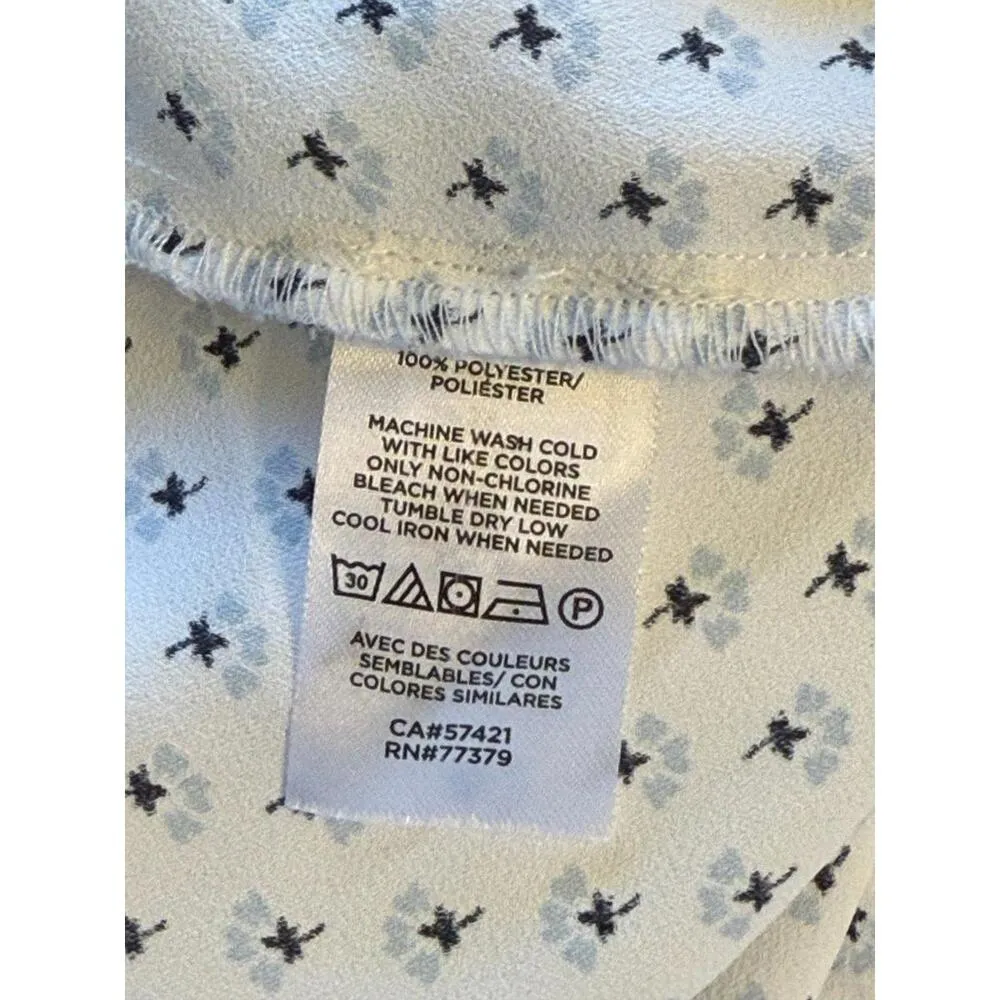 100% POLYESTER/
POLIÉSTER
MACHINE WASH COLD
WITH LIKE COLORS
ONLY NON-CHLORINE
BLEACH WHEN NEEDED
TUMBLE DRY LOW
COOL IRON WHEN NEEDED
30 P
AVEC DES COULEURS
SEMBLABLES/ CON
COLORES SIMILARES
CA#57421
RN#77379